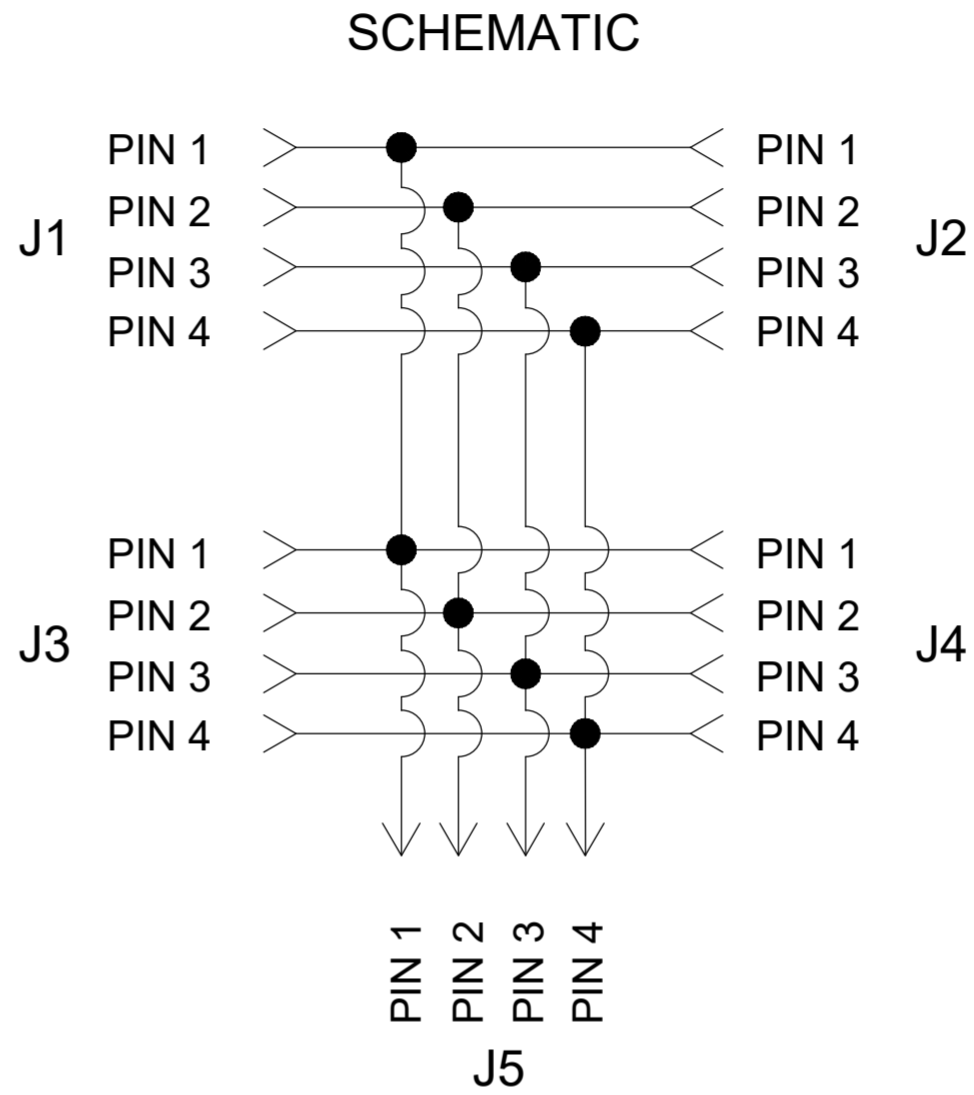 SCHEMATIC
PIN 1 PIN 1
PIN 2 PIN 2
J1 J2
PIN 3 PIN 3
PIN 4 PIN 4
PIN 1 PIN 1
PIN 2 PIN 2
J3 J4
PIN 3 PIN 3
PIN 4 PIN 4
PIN 1
PIN 2
PIN 3
PIN 4
J5